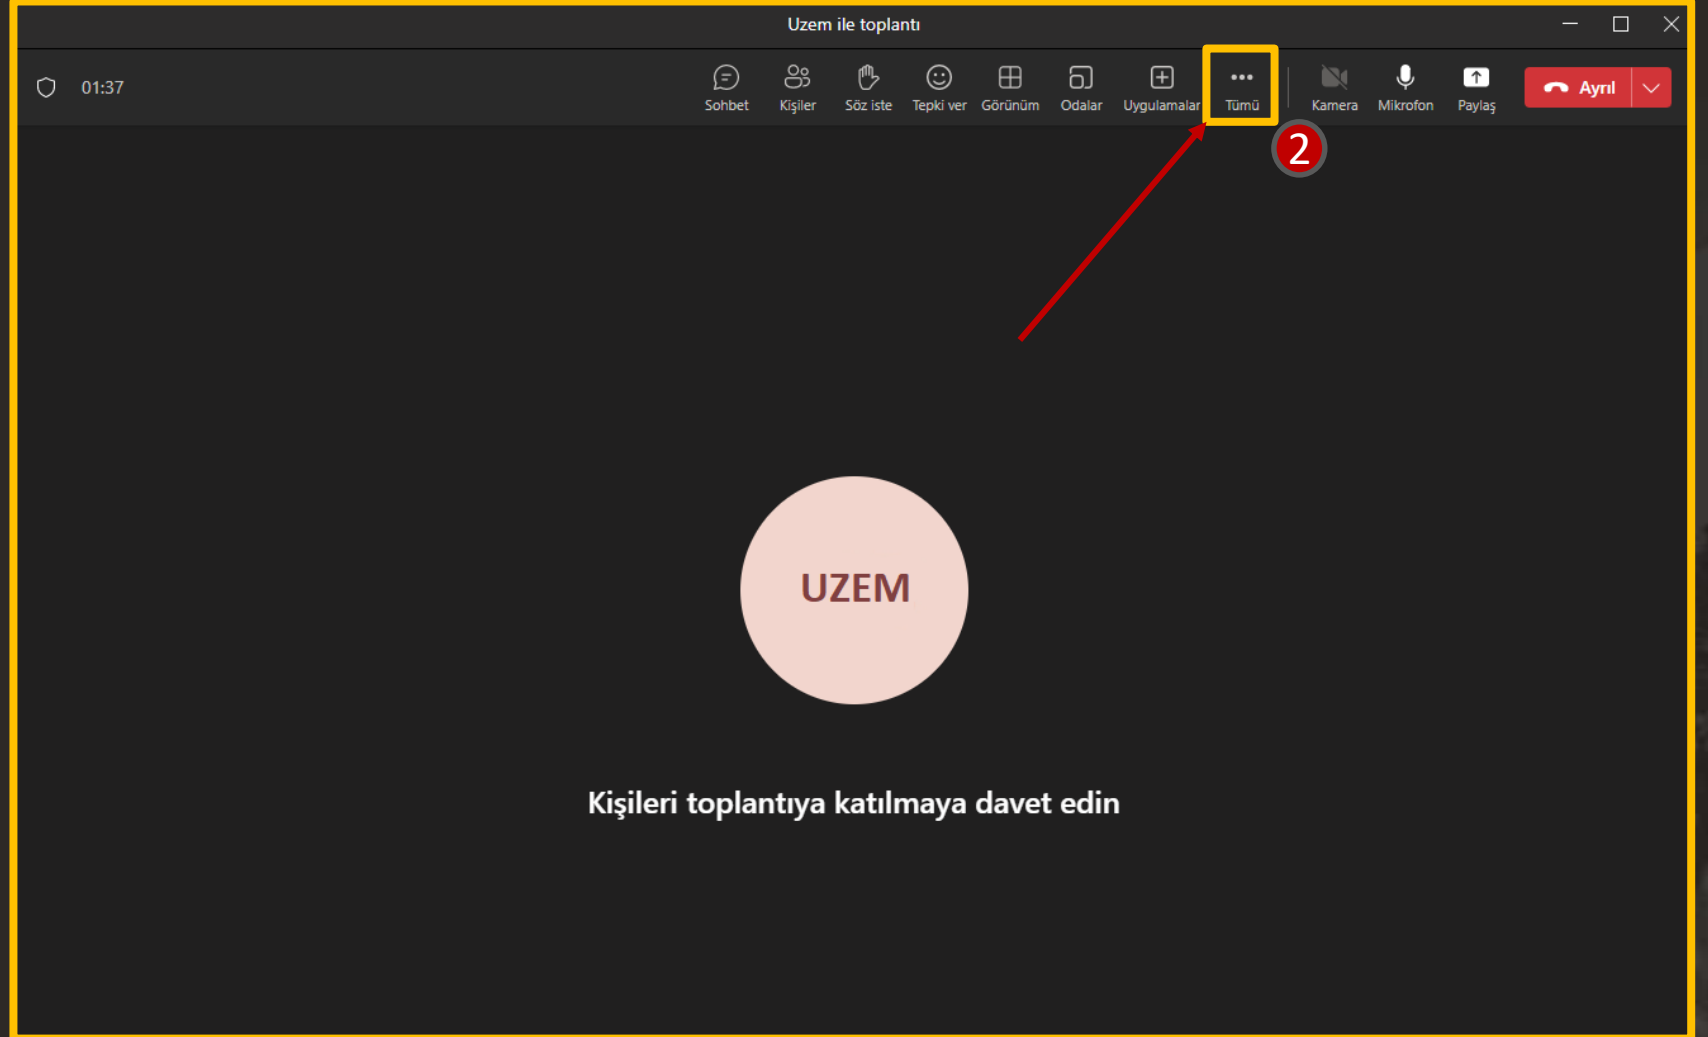 Uzem ile toplantı
01:37
Sohbet Kişiler Söz iste Tepki ver Görünüm Odalar Uygulamalar Tümü Kamera Mikrofon Paylaş Ayrıl
2
UZEM
Kişileri toplantıya katılmaya davet edin